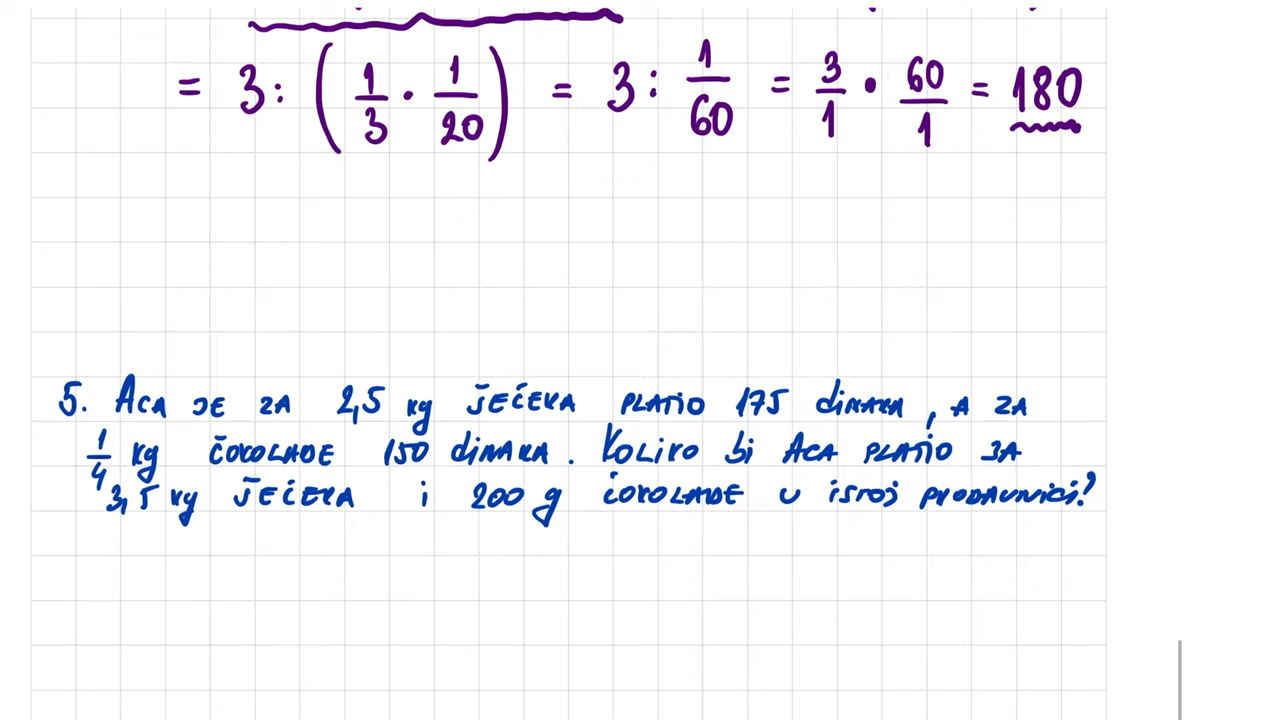 = 3 : ( 1/3 · 1/20 ) = 3 : 1/60 = 3/1 · 60/1 = 180
5. ACA JE ZA 2,5 kg ŠEĆERA PLATIO 175 dinara, A ZA
1/4 kg ČOKOLADE 150 dinara. Koliko bi ACA PLATIO ZA
3,5 kg ŠEĆERA i 200 g ČOKOLADE U istoj PRODAVNICI?